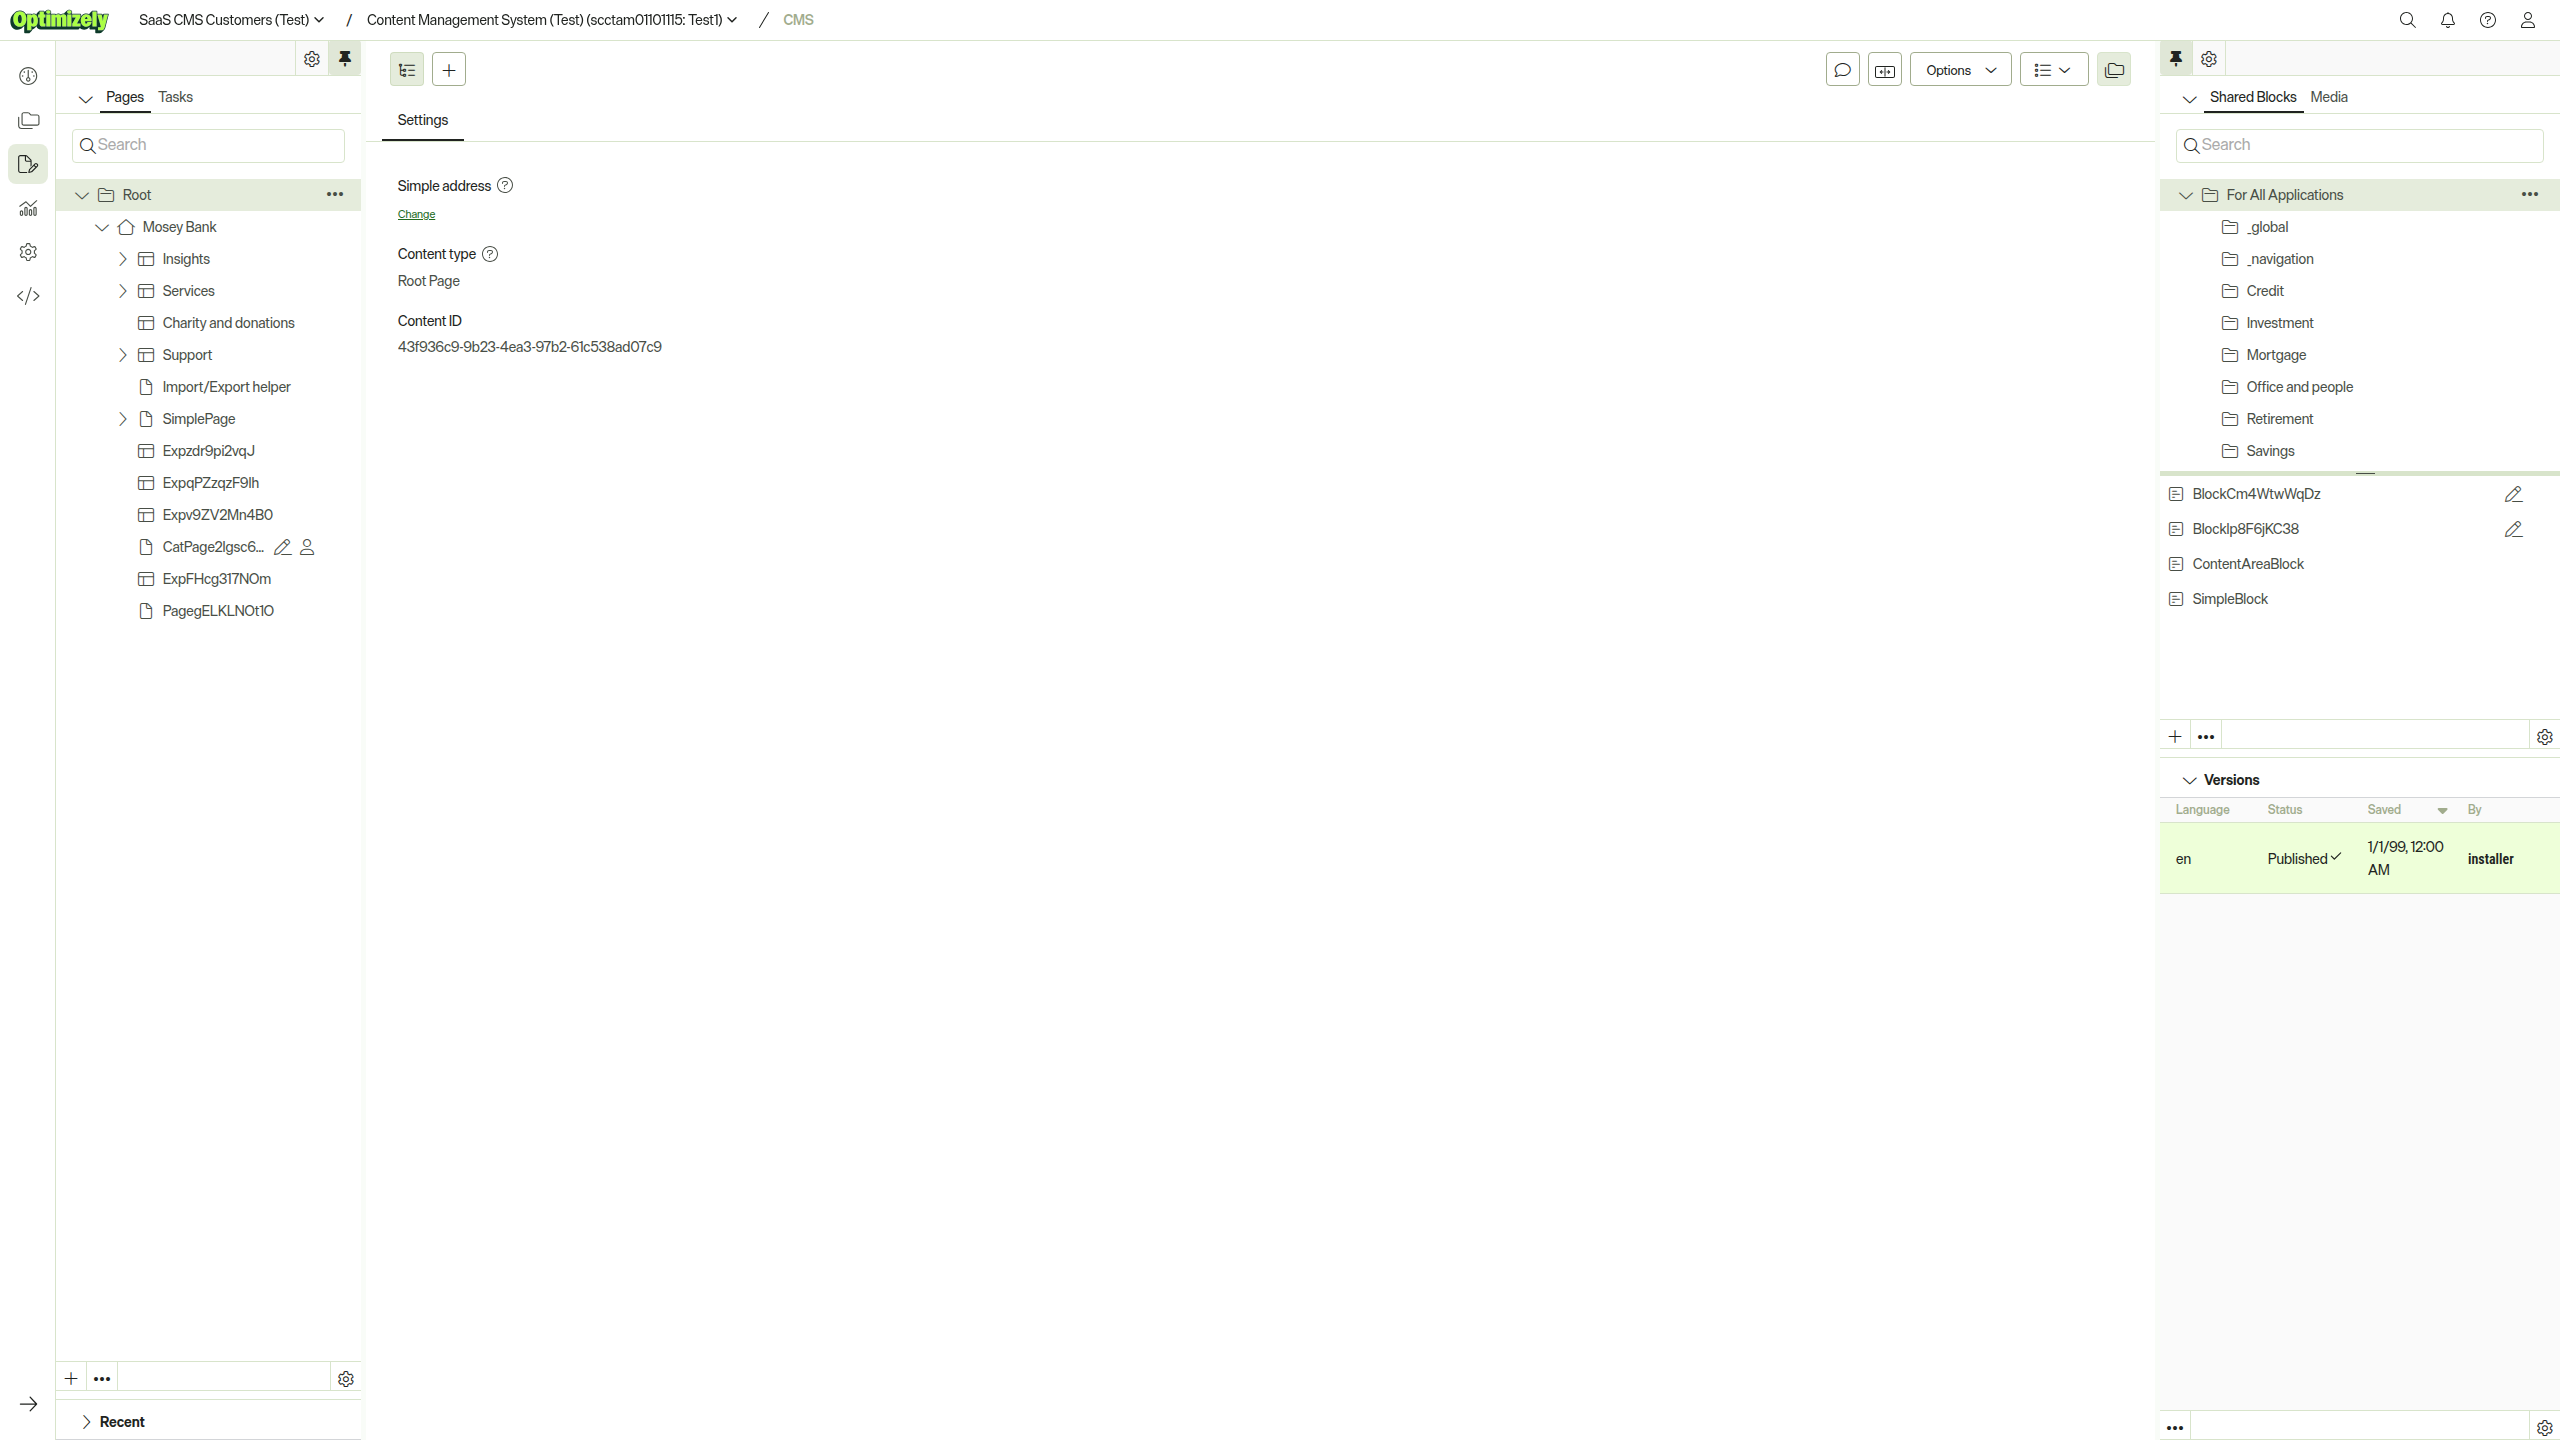 Optimizely
SaaS CMS Customers (Test) / Content Management System (Test) (scctam01101115: Test1) / CMS
Pages Tasks
Search
Root
Mosey Bank
Insights
Services
Charity and donations
Support
Import/Export helper
SimplePage
Expzdr9pi2vqJ
ExpqPZzqzF9Ih
Expv9ZV2Mn4B0
CatPage2lgsc6...
ExpFHcg317NOm
PagegELKLNOt1O
Recent
Options
Settings
Simple address
Change
Content type
Root Page
Content ID
43f936c9-9b23-4ea3-97b2-61c538ad07c9
Shared Blocks Media
Search
For All Applications
_global
_navigation
Credit
Investment
Mortgage
Office and people
Retirement
Savings
BlockCm4WtwWqDz
BlockIp8F6jKC38
ContentAreaBlock
SimpleBlock
Versions
Language Status Saved By
en Published 1/1/99, 12:00 AM installer